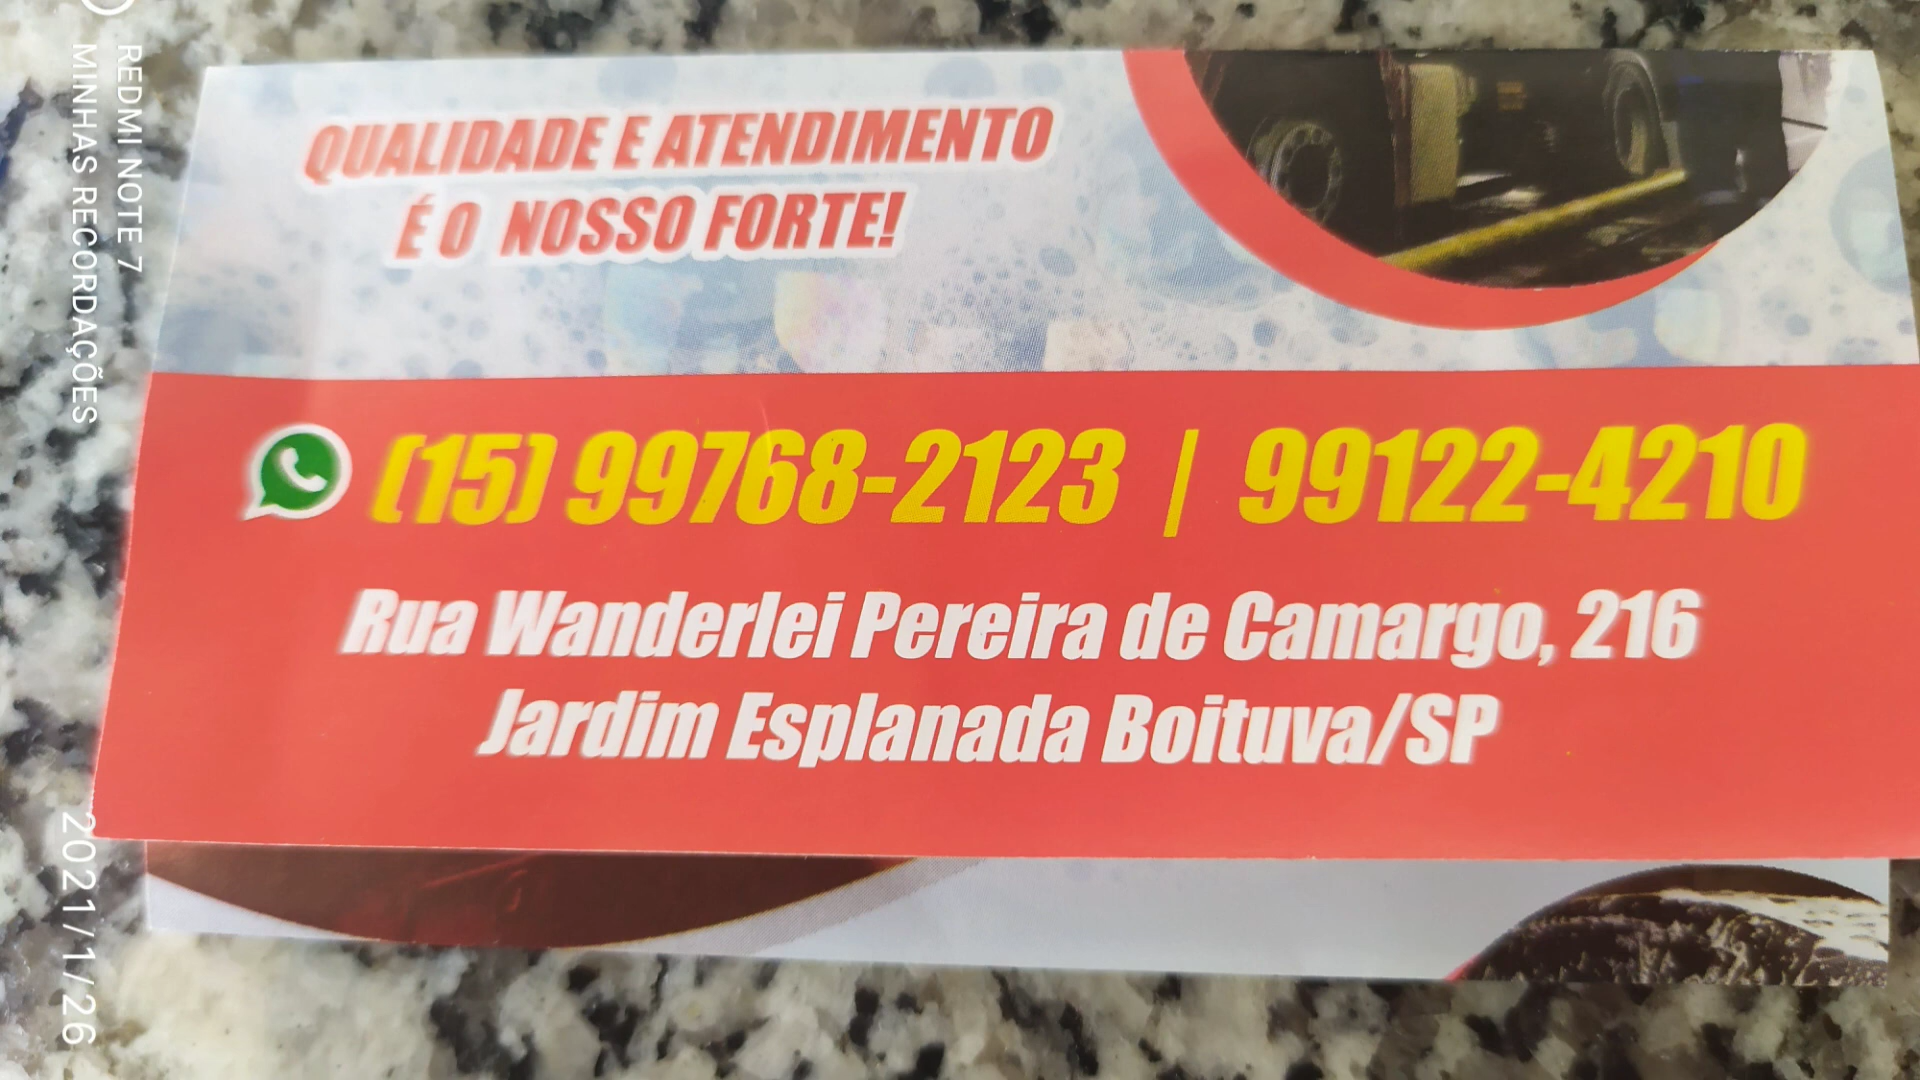 QUALIDADE E ATENDIMENTO
É O NOSSO FORTE!
(15) 99768-2123 | 99122-4210
Rua Wanderlei Pereira de Camargo, 216
Jardim Esplanada Boituva/SP
REDMI NOTE 7
MINHAS RECORDAÇÕES
2021/1/26